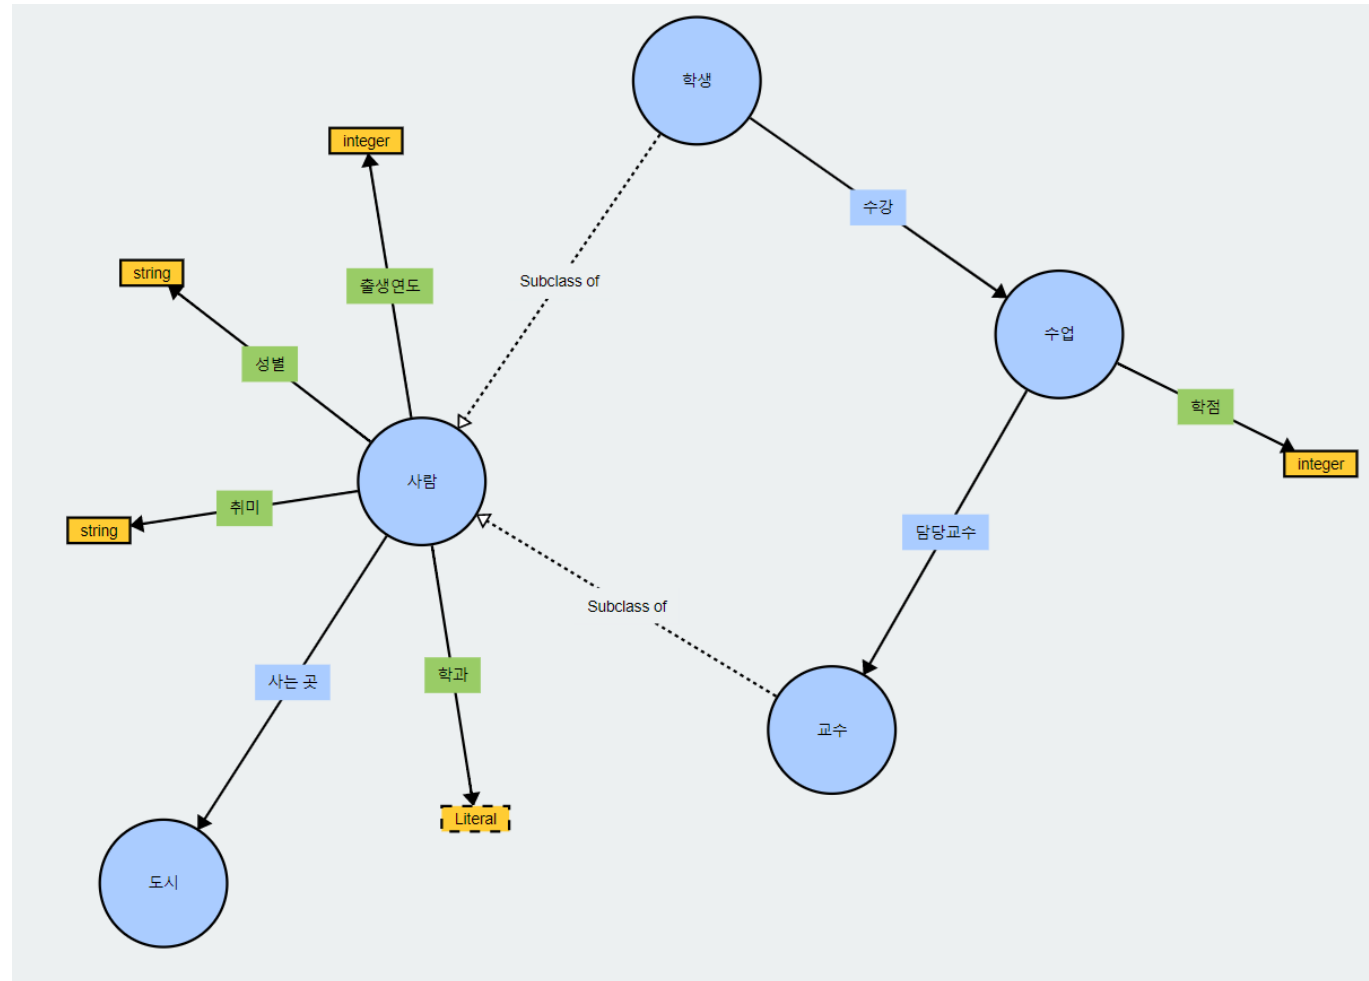 학생
integer
수강
string
출생연도
Subclass of
수업
성별
학점
integer
사람
취미
string
담당교수
Subclass of
사는 곳
학과
교수
Literal
도시